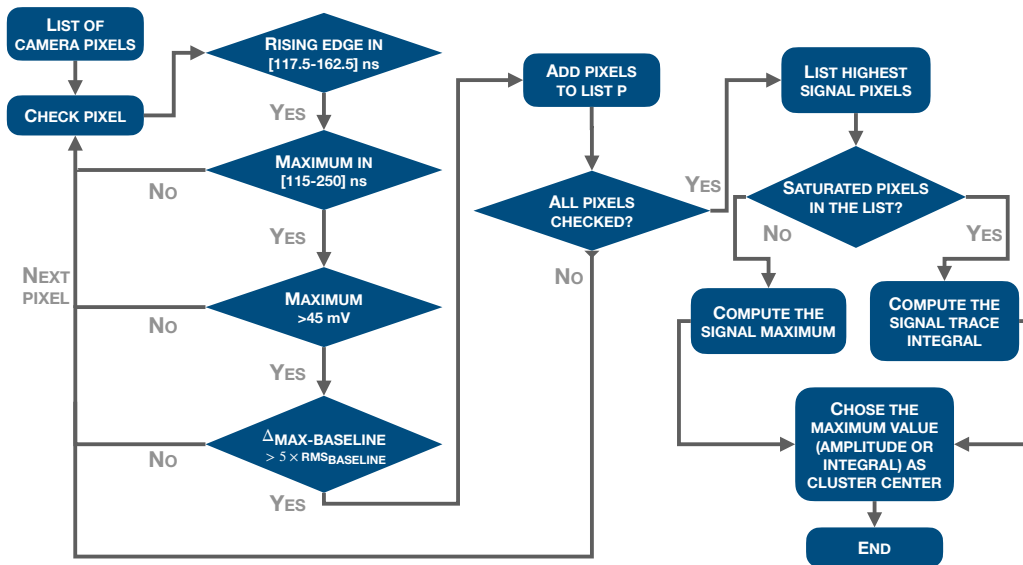 LIST OF
CAMERA PIXELS
CHECK PIXEL
NEXT
PIXEL
RISING EDGE IN
[117.5-162.5] ns
YES
MAXIMUM IN
[115-250] ns
NO
YES
MAXIMUM
>45 mV
NO
YES
ΔMAX-BASELINE
> 5 × RMSBASELINE
NO
YES
ADD PIXELS
TO LIST P
ALL PIXELS
CHECKED?
YES
NO
LIST HIGHEST
SIGNAL PIXELS
SATURATED PIXELS
IN THE LIST?
NO
YES
COMPUTE THE
SIGNAL MAXIMUM
COMPUTE THE
SIGNAL TRACE
INTEGRAL
CHOSE THE
MAXIMUM VALUE
(AMPLITUDE OR
INTEGRAL) AS
CLUSTER CENTER
END